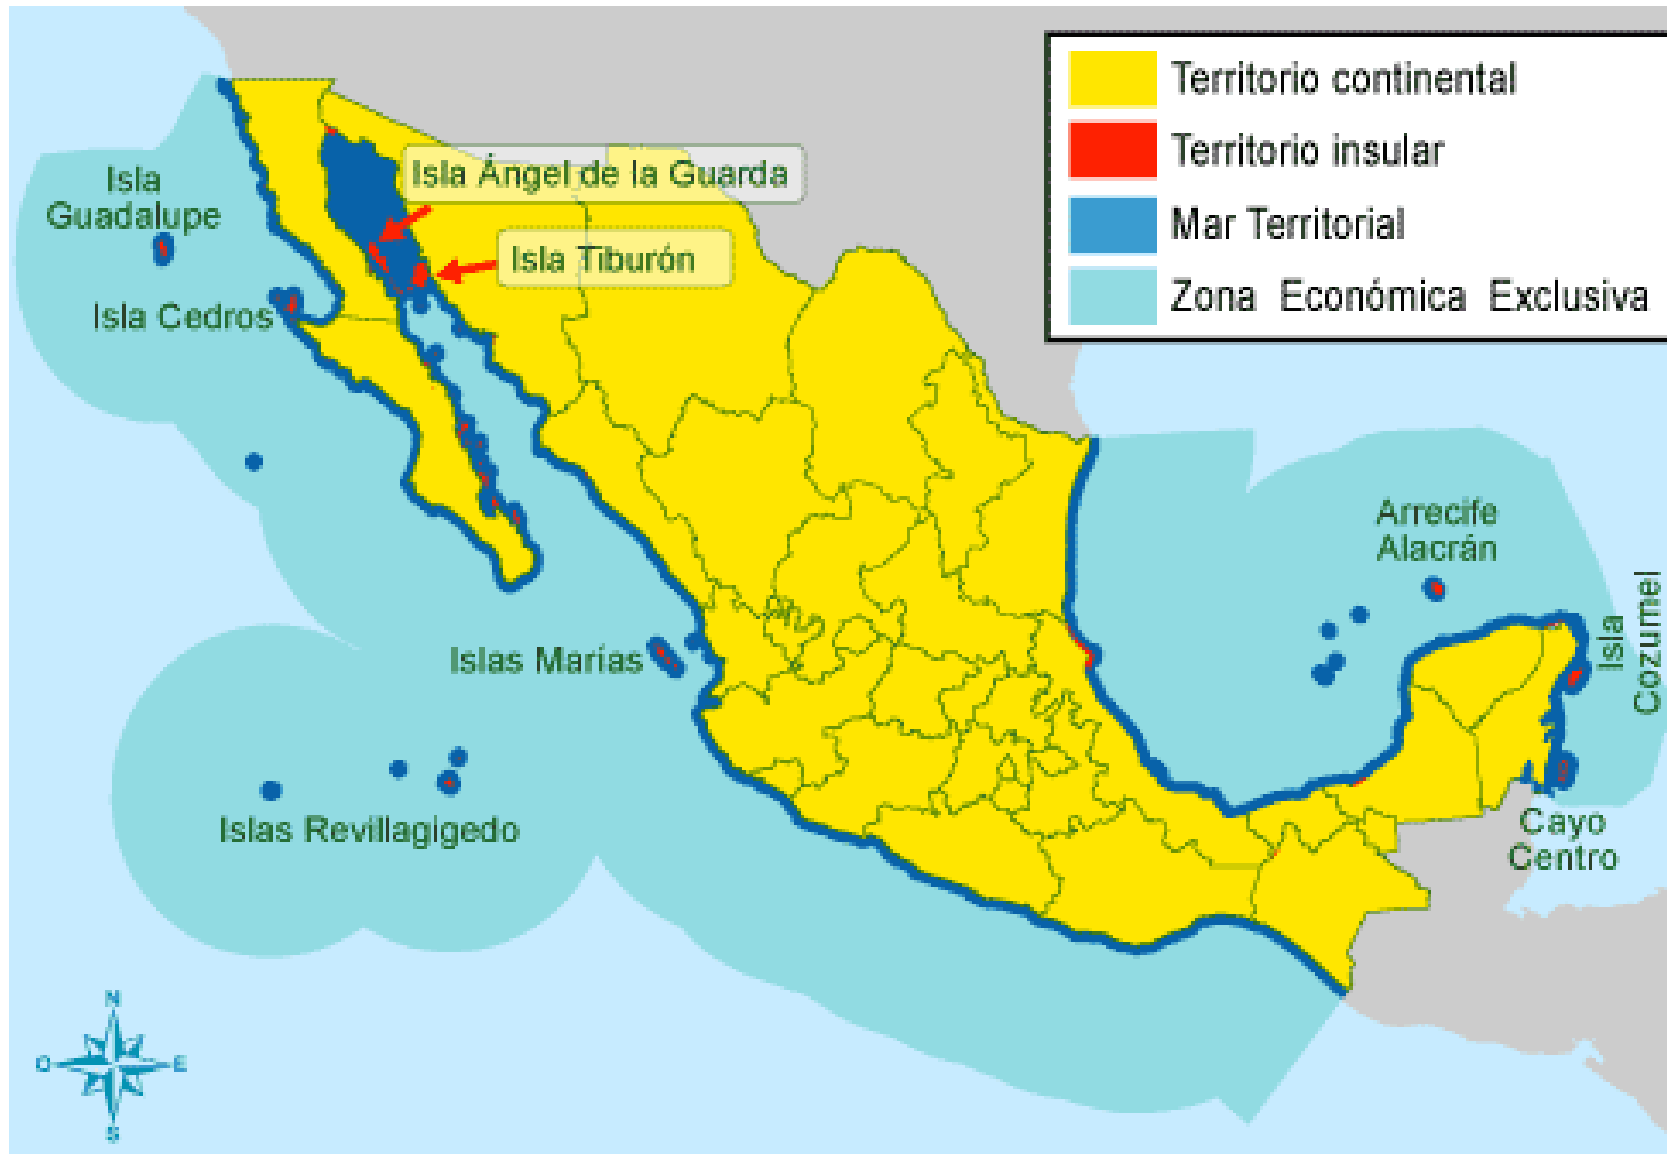 Territorio continental
Territorio insular
Mar Territorial
Zona Económica Exclusiva
Isla Ángel de la Guarda
Isla
Guadalupe
Isla Tiburón
Isla Cedros
Arrecife
Alacrán
Isla
Cozumel
Islas Marías
Islas Revillagigedo
Cayo
Centro
N
O
E
S